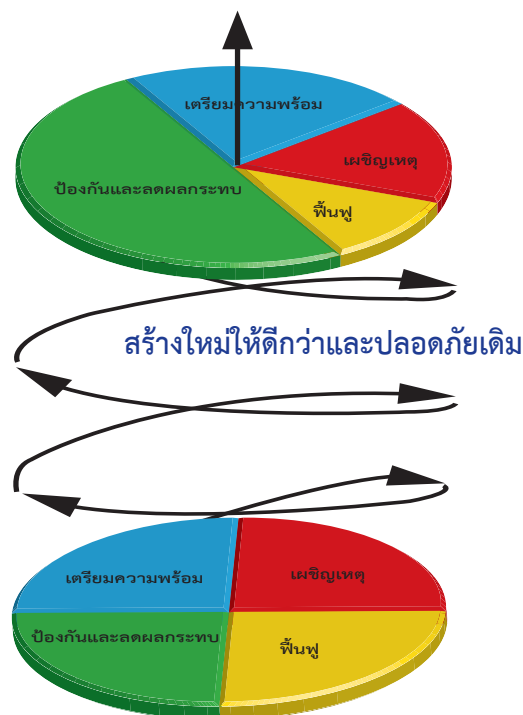 เตรียมความพร้อม
เผชิญเหตุ
ป้องกันและลดผลกระทบ
ฟื้นฟู
สร้างใหม่ให้ดีกว่าและปลอดภัยเดิม
เตรียมความพร้อม
เผชิญเหตุ
ป้องกันและลดผลกระทบ
ฟื้นฟู